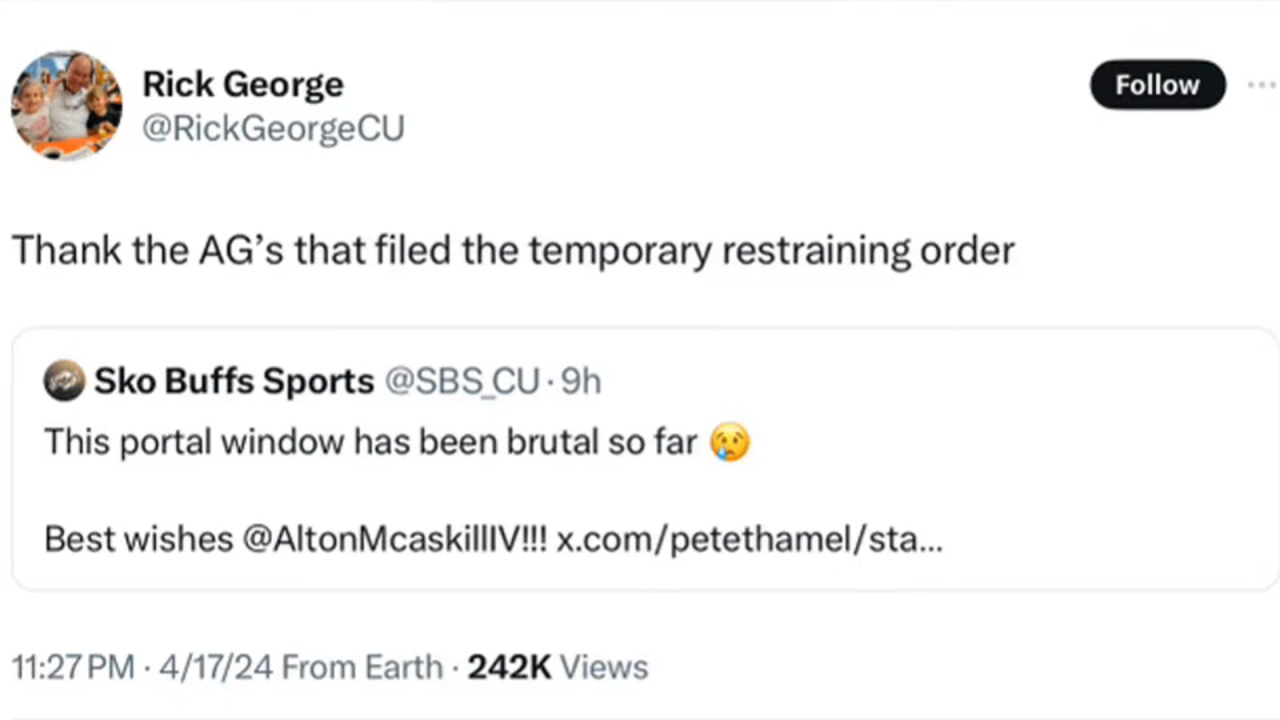 Rick George
Follow
@RickGeorgeCU
Thank the AG’s that filed the temporary restraining order
Sko Buffs Sports @SBS_CU · 9h
This portal window has been brutal so far 😢
Best wishes @AltonMcaskillIV!!! x.com/petethamel/sta...
11:27 PM · 4/17/24 From Earth · 242K Views